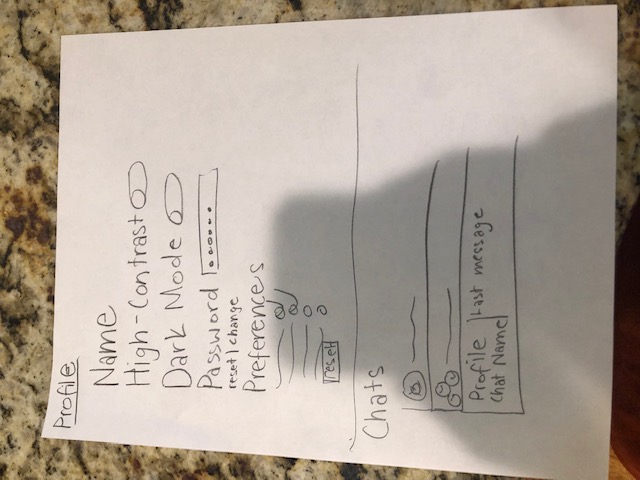 Profile
Name
High-Contrast
Dark Mode
Password
reset | change
Preferences
reset
Chats
Profile | Last message
Chat Name